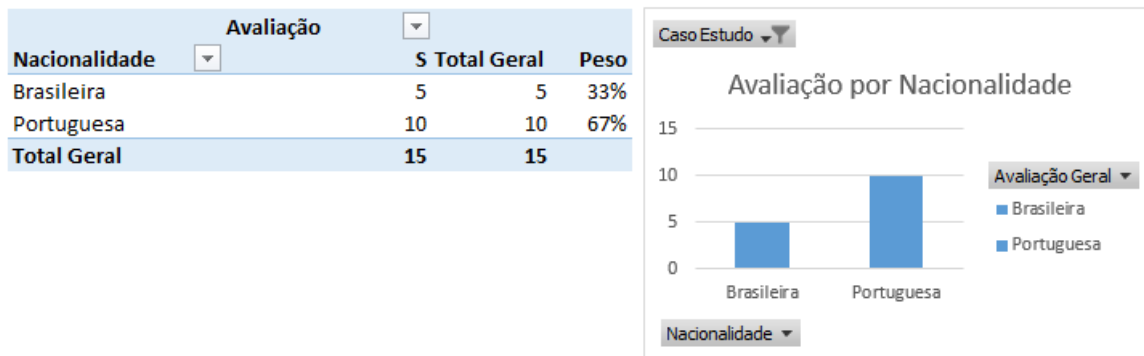 Avaliação
Nacionalidade S Total Geral Peso
Brasileira 5 5 33%
Portuguesa 10 10 67%
Total Geral 15 15
Caso Estudo
Avaliação por Nacionalidade
15
10
5
0
Brasileira Portuguesa
Avaliação Geral
Brasileira
Portuguesa
Nacionalidade